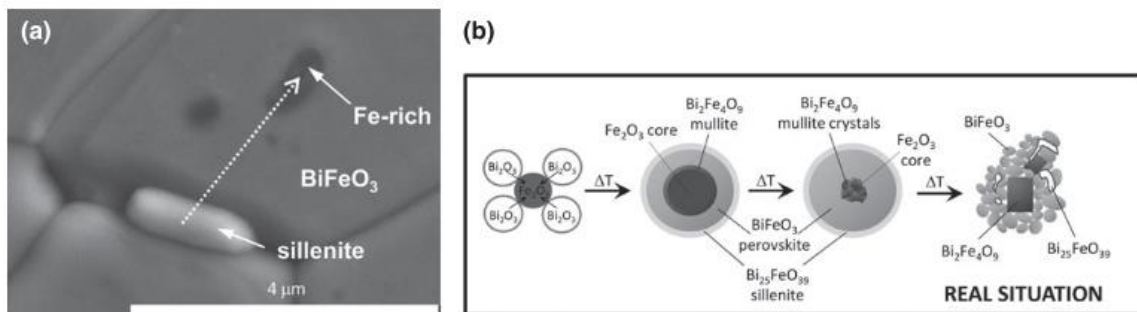 (a)
Fe-rich
BiFeO₃
sillenite
4 μm
(b)
Bi₂O₃
Bi₂O₃
Fe₂O₃
Bi₂O₃
Bi₂O₃
ΔT
Fe₂O₃ core
Bi₂Fe₄O₉
mullite
ΔT
BiFeO₃
perovskite
Bi₂₅FeO₃₉
sillenite
Bi₂Fe₄O₉
mullite crystals
Fe₂O₃
core
ΔT
BiFeO₃
Bi₂Fe₄O₉
Bi₂₅FeO₃₉
REAL SITUATION